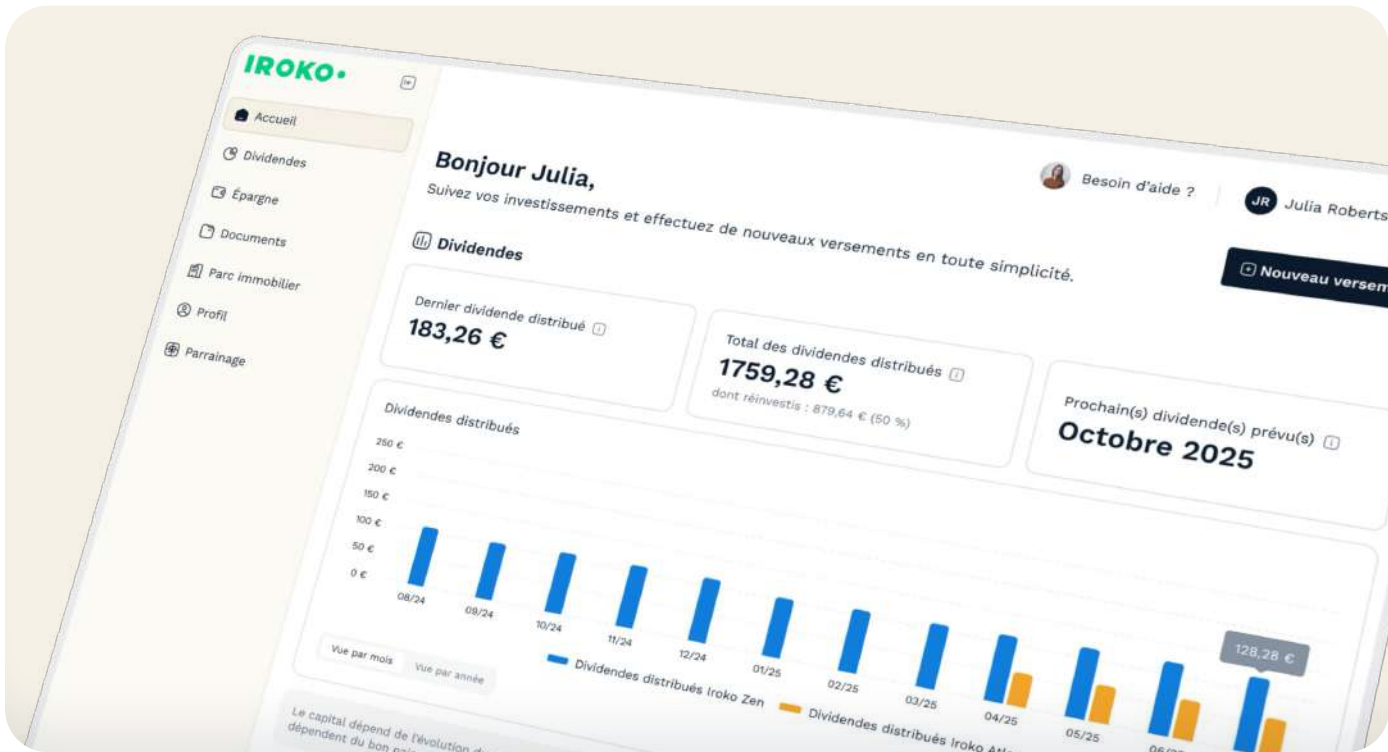 IROKO
Accueil
Dividendes
Épargne
Documents
Parc immobilier
Profil
Parrainage
Besoin d'aide ?
JR Julia Roberts
Bonjour Julia,
Suivez vos investissements et effectuez de nouveaux versements en toute simplicité.
Nouveau versem
Dividendes
Dernier dividende distribué
183,26 €
Total des dividendes distribués
1759,28 €
dont réinvestis : 879,64 € (50 %)
Prochain(s) dividende(s) prévu(s)
Octobre 2025
Dividendes distribués
250 €
200 €
150 €
100 €
50 €
0 €
128,28 €
08/24
09/24
10/24
11/24
12/24
01/25
02/25
03/25
04/25
05/25
Vue par mois
Vue par année
Dividendes distribués Iroko Zen
Dividendes distribués Iroko
Le capital dépend de l'évolution
dépendent du bon